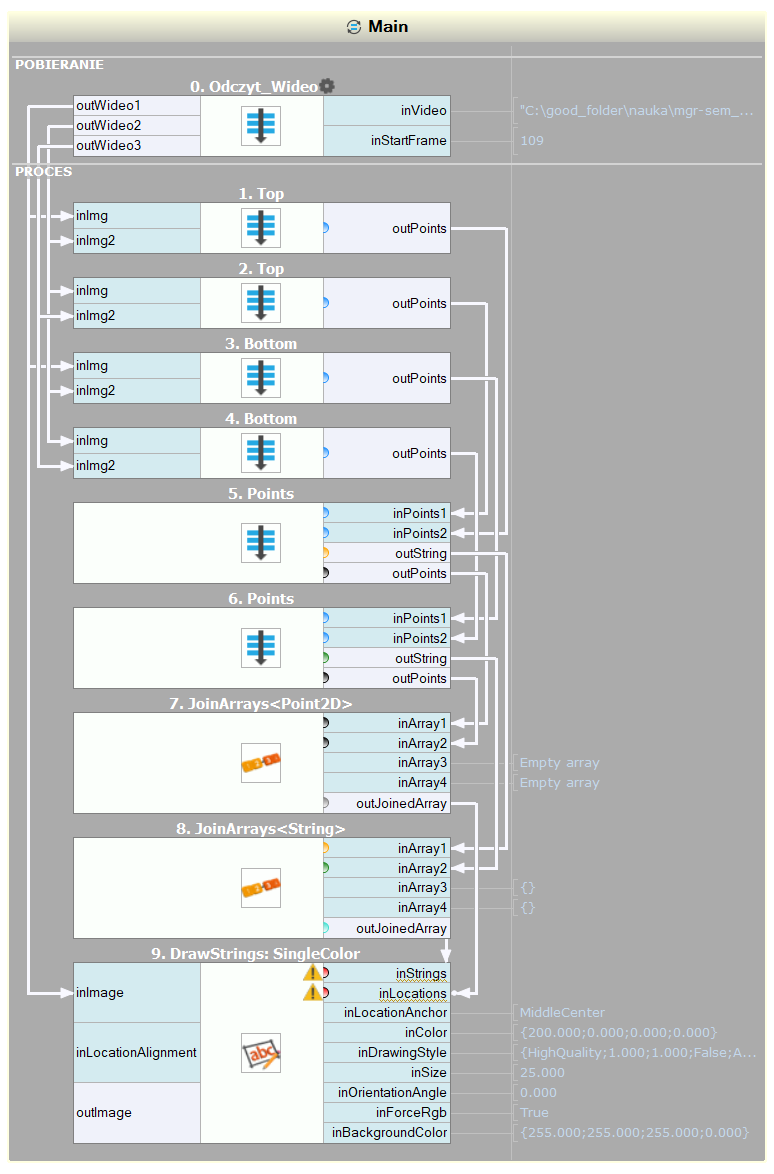 Main
POBIERANIE
0. Odczyt_Wideo
outWideo1
outWideo2
outWideo3
inVideo
"C:\good_folder\nauka\mgr-sem_...
inStartFrame
109
PROCES
1. Top
inImg
inImg2
outPoints
2. Top
inImg
inImg2
outPoints
3. Bottom
inImg
inImg2
outPoints
4. Bottom
inImg
inImg2
outPoints
5. Points
inPoints1
inPoints2
outString
outPoints
6. Points
inPoints1
inPoints2
outString
outPoints
7. JoinArrays<Point2D>
inArray1
inArray2
inArray3 Empty array
inArray4 Empty array
outJoinedArray
8. JoinArrays<String>
inArray1
inArray2
inArray3 {}
inArray4 {}
outJoinedArray
9. DrawStrings: SingleColor
inImage
inLocationAlignment
outImage
abc
inStrings
inLocations
inLocationAnchor MiddleCenter
inColor {200.000;0.000;0.000;0.000}
inDrawingStyle {HighQuality;1.000;1.000;False;A...
inSize 25.000
inOrientationAngle 0.000
inForceRgb True
inBackgroundColor {255.000;255.000;255.000;0.000}